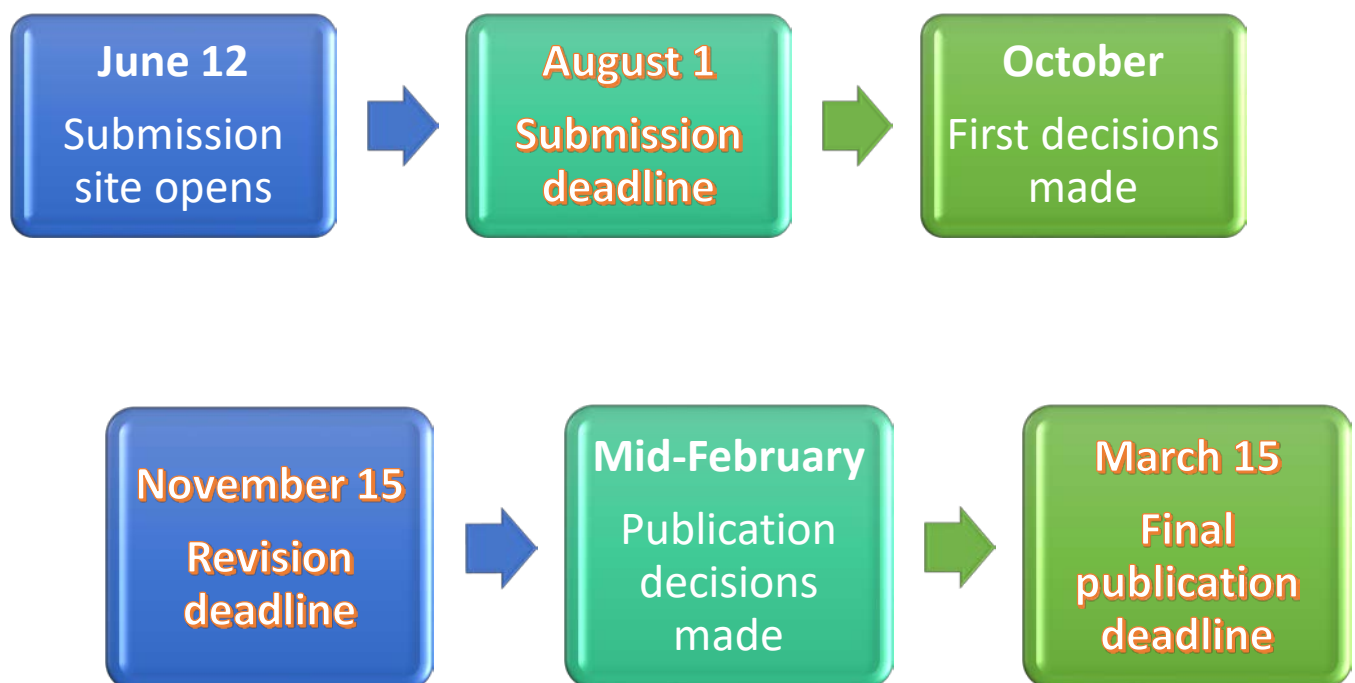 June 12
Submission
site opens
August 1
Submission
deadline
October
First decisions
made
November 15
Revision
deadline
Mid-February
Publication
decisions
made
March 15
Final
publication
deadline